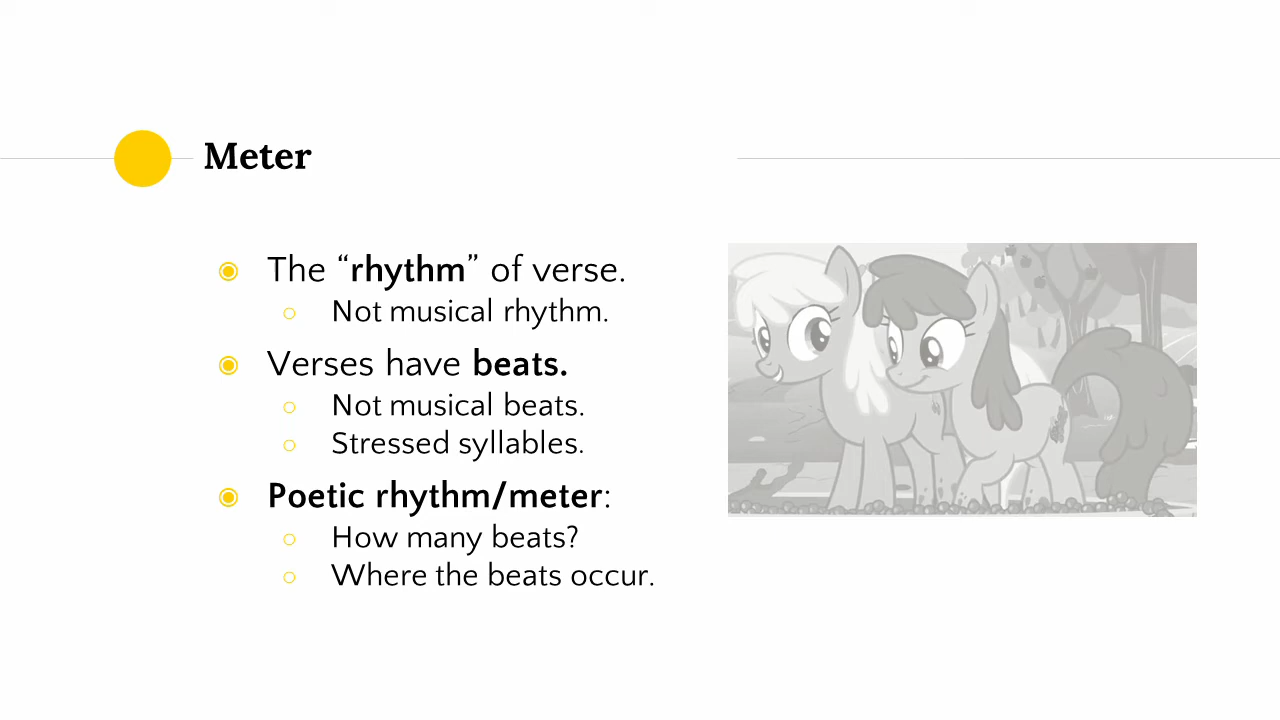 Meter
The “rhythm” of verse.
Not musical rhythm.
Verses have beats.
Not musical beats.
Stressed syllables.
Poetic rhythm/meter:
How many beats?
Where the beats occur.